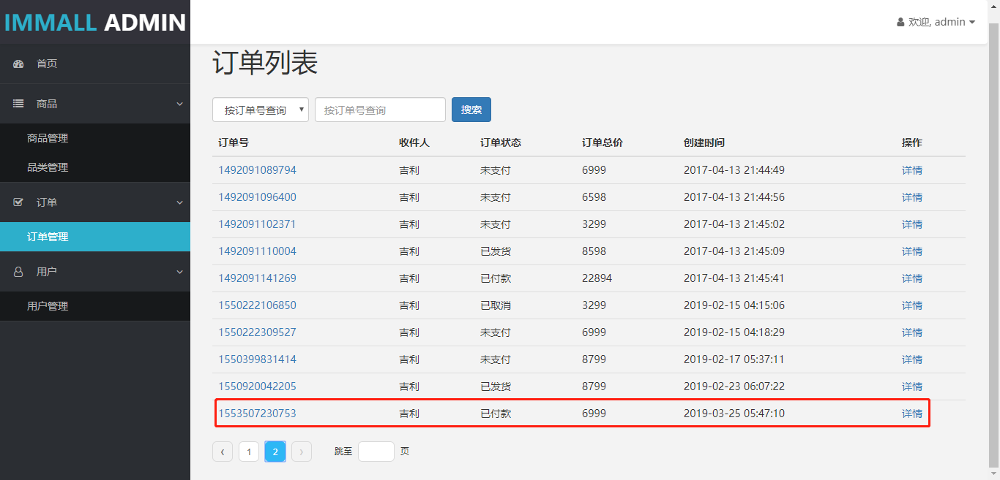 IMMALL ADMIN
欢迎, admin
首页
商品
商品管理
品类管理
订单
订单管理
用户
用户管理
订单列表
按订单号查询 按订单号查询 搜索
订单号 收件人 订单状态 订单总价 创建时间 操作
1492091089794 吉利 未支付 6999 2017-04-13 21:44:49 详情
1492091096400 吉利 未支付 6598 2017-04-13 21:44:56 详情
1492091102371 吉利 未支付 3299 2017-04-13 21:45:02 详情
1492091110004 吉利 已发货 8598 2017-04-13 21:45:09 详情
1492091141269 吉利 已付款 22894 2017-04-13 21:45:41 详情
1550222106850 吉利 已取消 3299 2019-02-15 04:15:06 详情
1550222309527 吉利 未支付 6999 2019-02-15 04:18:29 详情
1550399831414 吉利 未支付 8799 2019-02-17 05:37:11 详情
1550920042205 吉利 已发货 8799 2019-02-23 06:07:22 详情
1553507230753 吉利 已付款 6999 2019-03-25 05:47:10 详情
‹ 1 2 › 跳至 页